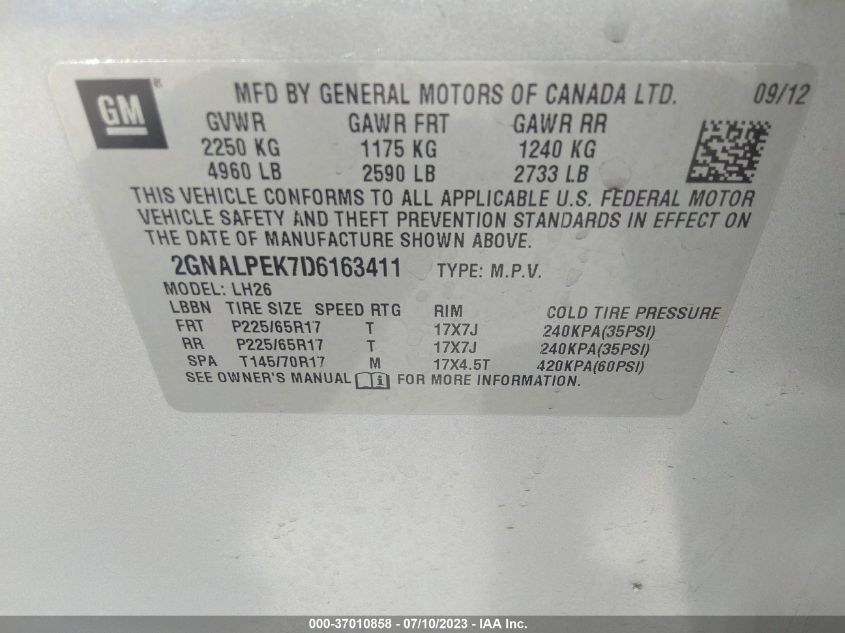 GM ® MFD BY GENERAL MOTORS OF CANADA LTD. 09/12
GVWR GAWR FRT GAWR RR
2250 KG 1175 KG 1240 KG
4960 LB 2590 LB 2733 LB
THIS VEHICLE CONFORMS TO ALL APPLICABLE U.S. FEDERAL MOTOR
VEHICLE SAFETY AND THEFT PREVENTION STANDARDS IN EFFECT ON
THE DATE OF MANUFACTURE SHOWN ABOVE.
2GNALPEK7D6163411 TYPE: M.P.V.
MODEL: LH26
LBBN TIRE SIZE SPEED RTG RIM COLD TIRE PRESSURE
FRT P225/65R17 T 17X7J 240KPA(35PSI)
RR P225/65R17 T 17X7J 240KPA(35PSI)
SPA T145/70R17 M 17X4.5T 420KPA(60PSI)
SEE OWNER'S MANUAL i FOR MORE INFORMATION.
000-37010858 - 07/10/2023 - IAA Inc.